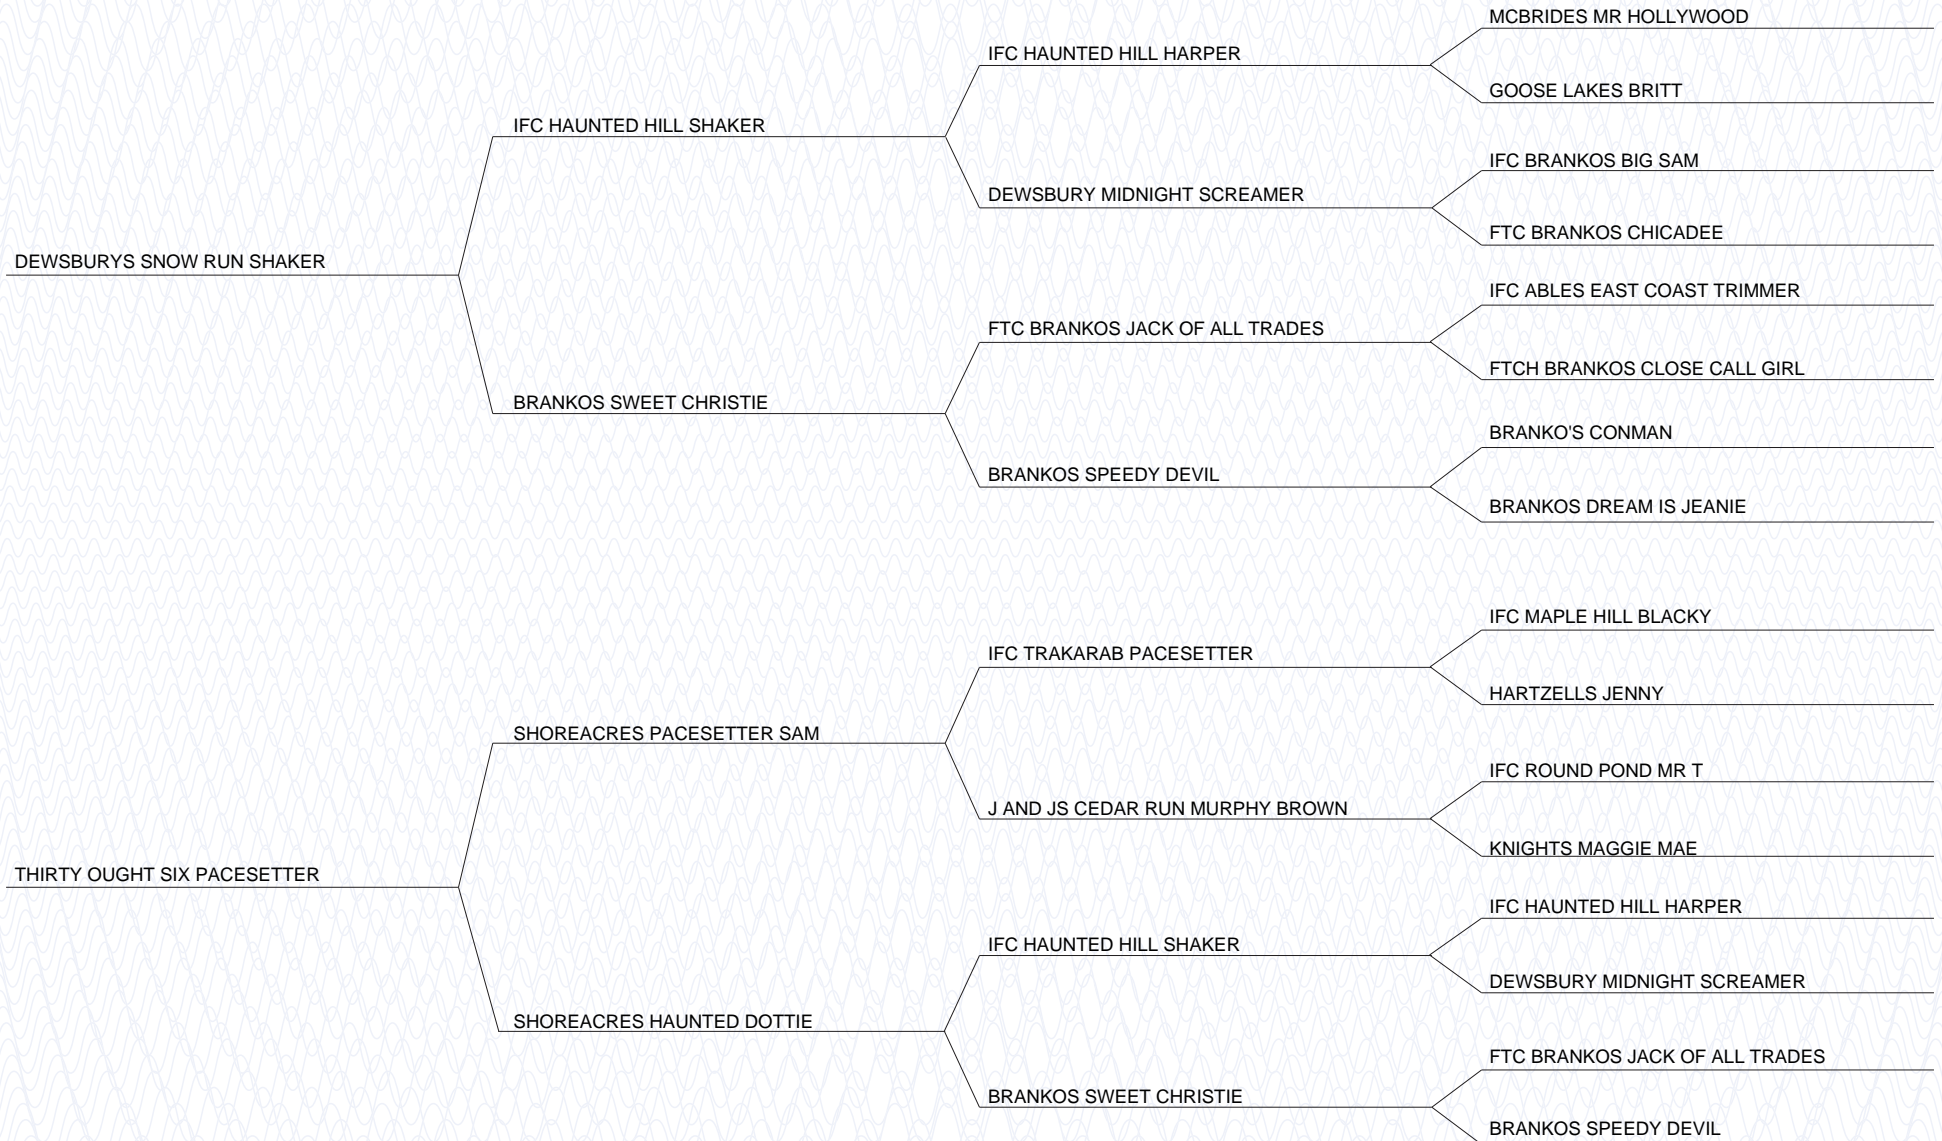 MCBRIDES MR HOLLYWOOD
IFC HAUNTED HILL HARPER
GOOSE LAKES BRITT
IFC HAUNTED HILL SHAKER
IFC BRANKOS BIG SAM
DEWSBURY MIDNIGHT SCREAMER
FTC BRANKOS CHICADEE
DEWSBURYS SNOW RUN SHAKER
IFC ABLES EAST COAST TRIMMER
FTC BRANKOS JACK OF ALL TRADES
FTCH BRANKOS CLOSE CALL GIRL
BRANKOS SWEET CHRISTIE
BRANKO'S CONMAN
BRANKOS SPEEDY DEVIL
BRANKOS DREAM IS JEANIE
IFC MAPLE HILL BLACKY
IFC TRAKARAB PACESETTER
HARTZELLS JENNY
SHOREACRES PACESETTER SAM
IFC ROUND POND MR T
J AND JS CEDAR RUN MURPHY BROWN
KNIGHTS MAGGIE MAE
THIRTY OUGHT SIX PACESETTER
IFC HAUNTED HILL HARPER
IFC HAUNTED HILL SHAKER
DEWSBURY MIDNIGHT SCREAMER
SHOREACRES HAUNTED DOTTIE
FTC BRANKOS JACK OF ALL TRADES
BRANKOS SWEET CHRISTIE
BRANKOS SPEEDY DEVIL